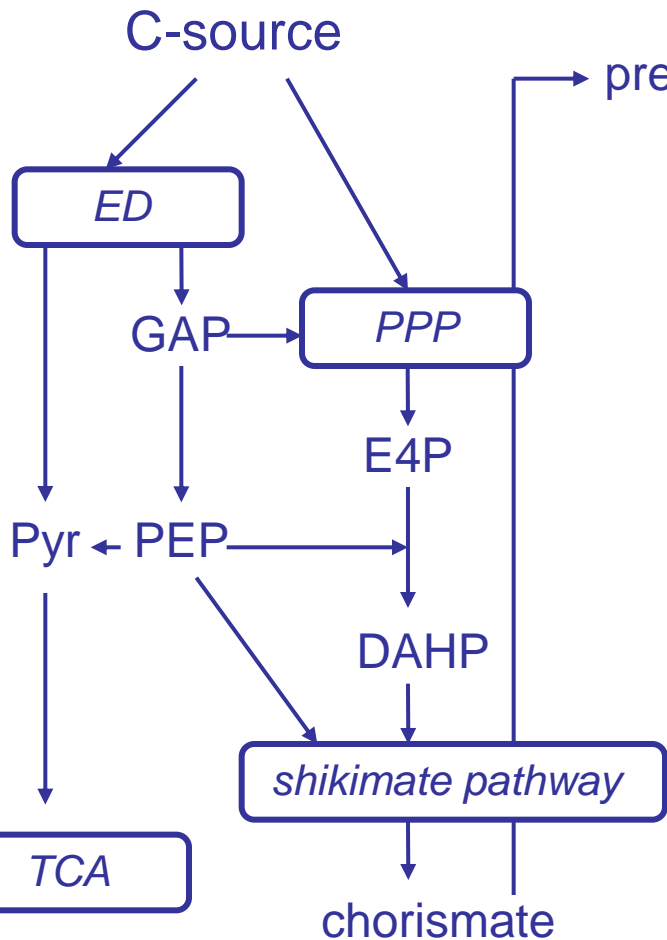 C-source
pre
ED
GAP
PPP
E4P
Pyr
PEP
DAHP
shikimate pathway
TCA
chorismate